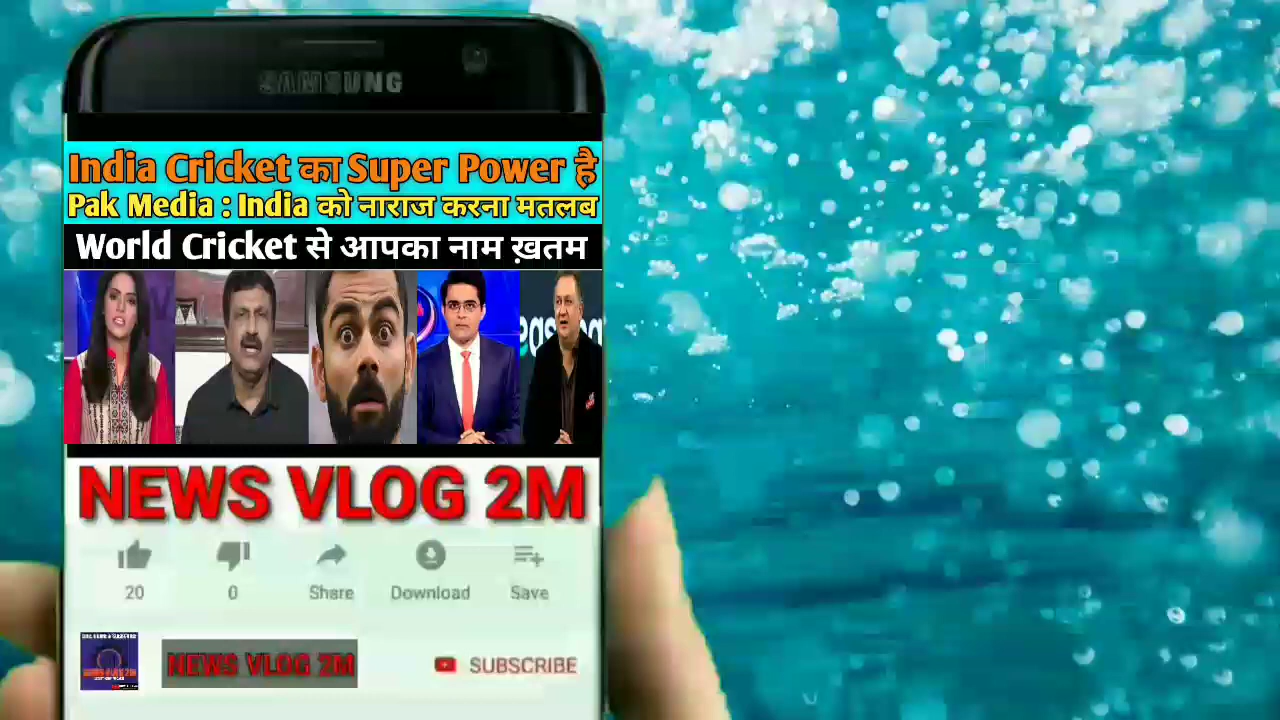 SAMSUNG
India Cricket का Super Power है
Pak Media : India को नाराज करना मतलब
World Cricket से आपका नाम ख़तम
NEWS VLOG 2M
20
0
Share
Download
Save
NEWS VLOG 2M
SUBSCRIBE